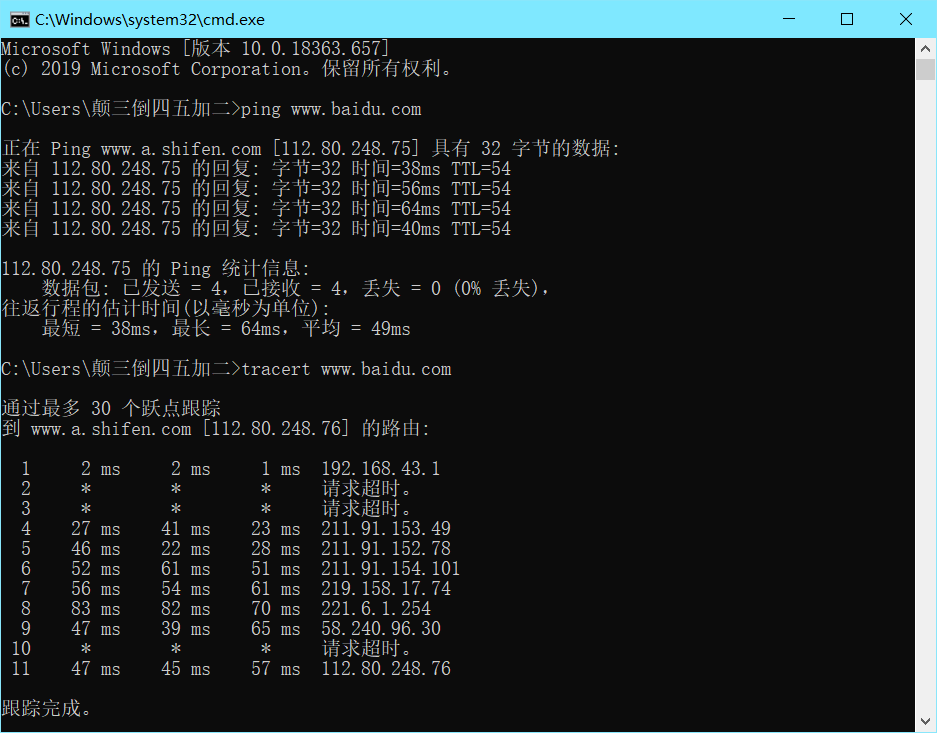 C:\Windows\system32\cmd.exe
Microsoft Windows [版本 10.0.18363.657]
(c) 2019 Microsoft Corporation。保留所有权利。
C:\Users\颠三倒四五加二>ping www.baidu.com
正在 Ping www.a.shifen.com [112.80.248.75] 具有 32 字节的数据:
来自 112.80.248.75 的回复: 字节=32 时间=38ms TTL=54
来自 112.80.248.75 的回复: 字节=32 时间=56ms TTL=54
来自 112.80.248.75 的回复: 字节=32 时间=64ms TTL=54
来自 112.80.248.75 的回复: 字节=32 时间=40ms TTL=54
112.80.248.75 的 Ping 统计信息:
数据包: 已发送 = 4，已接收 = 4，丢失 = 0 (0% 丢失)，
往返行程的估计时间(以毫秒为单位):
最短 = 38ms，最长 = 64ms，平均 = 49ms
C:\Users\颠三倒四五加二>tracert www.baidu.com
通过最多 30 个跃点跟踪
到 www.a.shifen.com [112.80.248.76] 的路由:
1 2 ms 2 ms 1 ms 192.168.43.1
2 * * * 请求超时。
3 * * * 请求超时。
4 27 ms 41 ms 23 ms 211.91.153.49
5 46 ms 22 ms 28 ms 211.91.152.78
6 52 ms 61 ms 51 ms 211.91.154.101
7 56 ms 54 ms 61 ms 219.158.17.74
8 83 ms 82 ms 70 ms 221.6.1.254
9 47 ms 39 ms 65 ms 58.240.96.30
10 * * * 请求超时。
11 47 ms 45 ms 57 ms 112.80.248.76
跟踪完成。